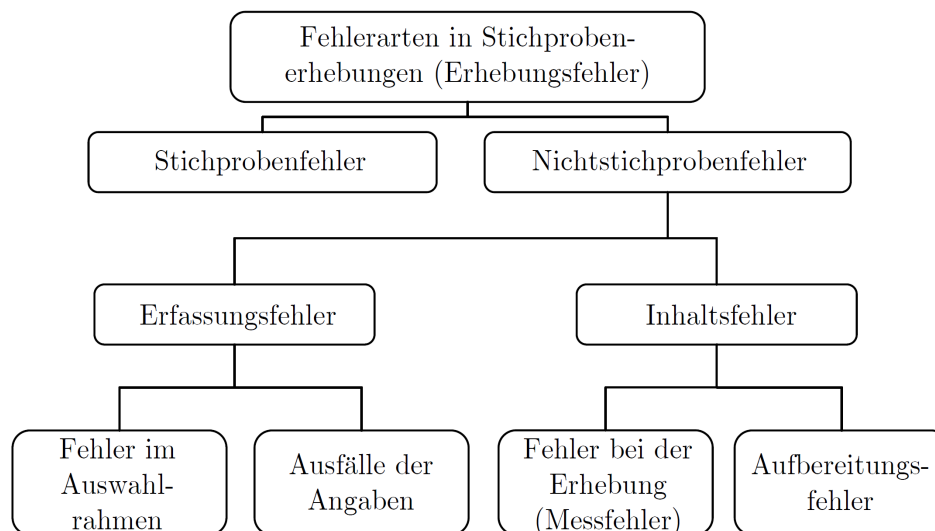 Fehlerarten in Stichproben-
erhebungen (Erhebungsfehler)
Stichprobenfehler
Nichtstichprobenfehler
Erfassungsfehler
Inhaltsfehler
Fehler im
Auswahl-
rahmen
Ausfälle der
Angaben
Fehler bei der
Erhebung
(Messfehler)
Aufbereitungs-
fehler